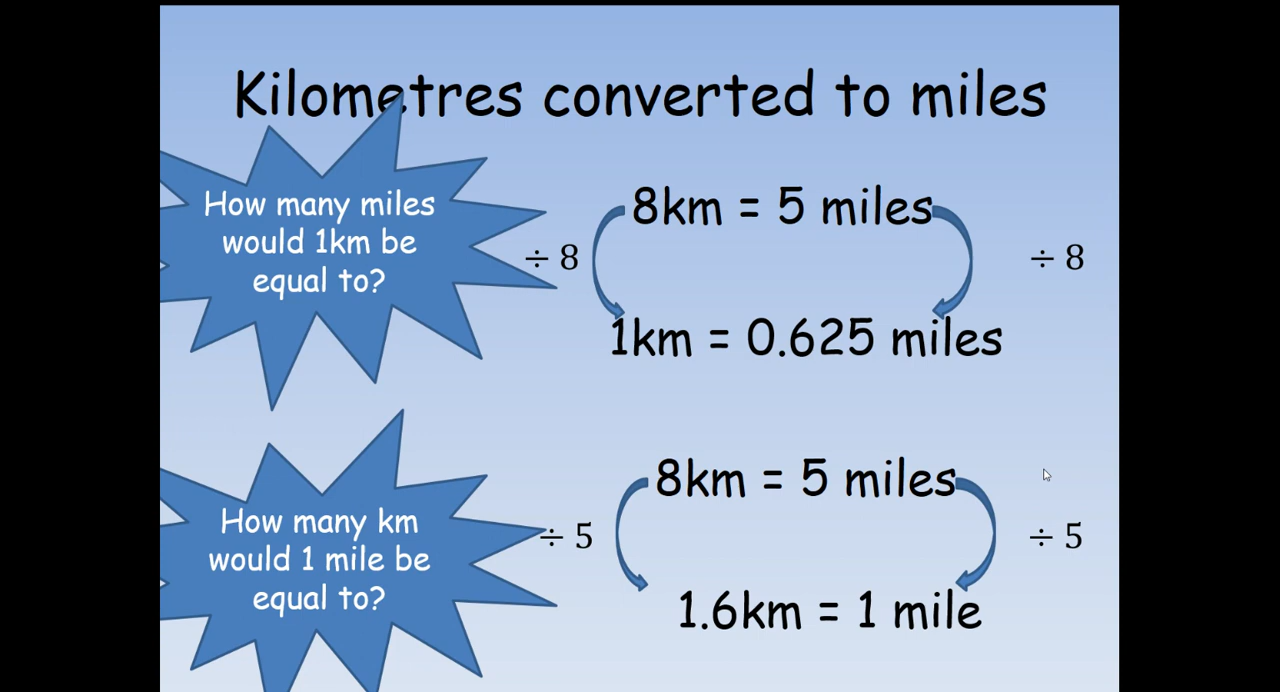 Kilometres converted to miles
How many miles
would 1km be
equal to?
8km = 5 miles
÷ 8
÷ 8
1km = 0.625 miles
How many km
would 1 mile be
equal to?
8km = 5 miles
÷ 5
÷ 5
1.6km = 1 mile